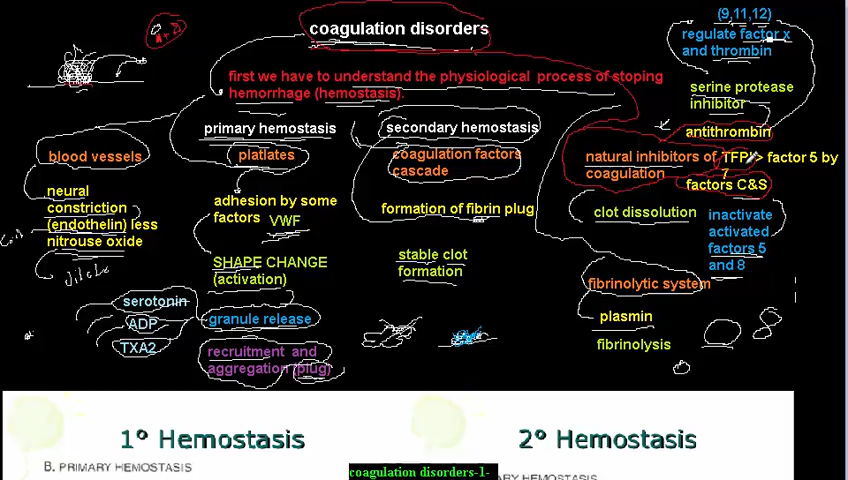 coagulation disorders
first we have to understand the physiological process of stoping
hemorrhage (hemostasis).
primary hemostasis
secondary hemostasis
blood vessels
neural
constriction
(endothelin) less
nitrouse oxide
platlates
adhesion by some
factors VWF
SHAPE CHANGE
(activation)
granule release
serotonin
ADP
TXA2
recruitment and
aggregation (plug)
coagulation factors
cascade
formation of fibrin plug
stable clot
formation
(9,11,12)
regulate factor x
and thrombin
serine protease
inhibitor
antithrombin
natural inhibitors of
coagulation
TFPI> factor 5 by
7
factors C&S
inactivate
activated
factors 5
and 8
clot dissolution
fibrinolytic system
plasmin
fibrinolysis
1° Hemostasis
2° Hemostasis
B. PRIMARY HEMOSTASIS
coagulation disorders-1-
HEMOSTASIS